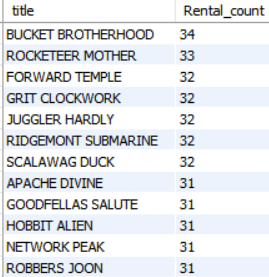 title Rental_count
BUCKET BROTHERHOOD 34
ROCKETEER MOTHER 33
FORWARD TEMPLE 32
GRIT CLOCKWORK 32
JUGGLER HARDLY 32
RIDGEMONT SUBMARINE 32
SCALAWAG DUCK 32
APACHE DIVINE 31
GOODFELLAS SALUTE 31
HOBBIT ALIEN 31
NETWORK PEAK 31
ROBBERS JOON 31